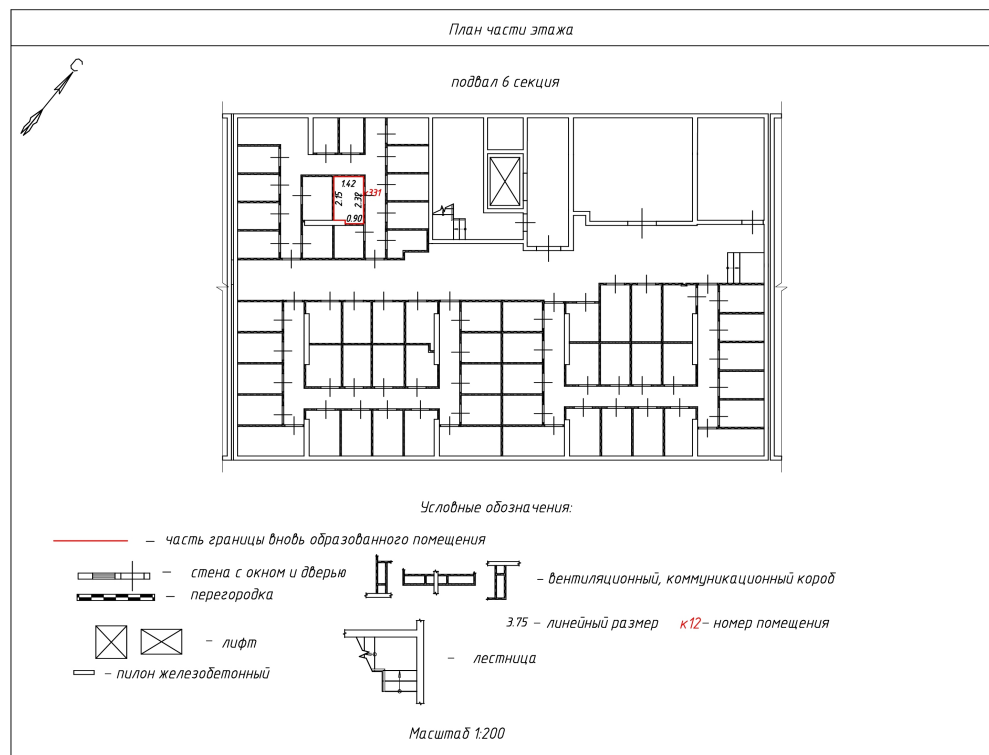 План части этажа
С
подвал 6 секция
1.42
к331
2.15
2.39
0.90
Условные обозначения:
— часть границы вновь образованного помещения
— стена с окном и дверью
— перегородка
— вентиляционный, коммуникационный короб
3.75 — линейный размер к12 — номер помещения
— лифт
— лестница
— пилон железобетонный
Масштаб 1:200